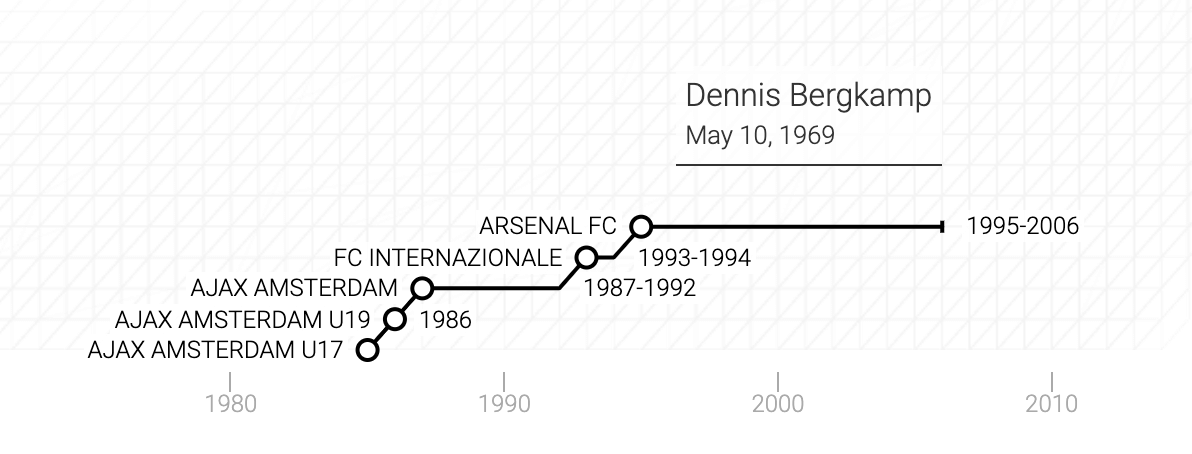 Dennis Bergkamp
May 10, 1969
ARSENAL FC 1995-2006
FC INTERNAZIONALE 1993-1994
AJAX AMSTERDAM 1987-1992
AJAX AMSTERDAM U19 1986
AJAX AMSTERDAM U17
1980 1990 2000 2010